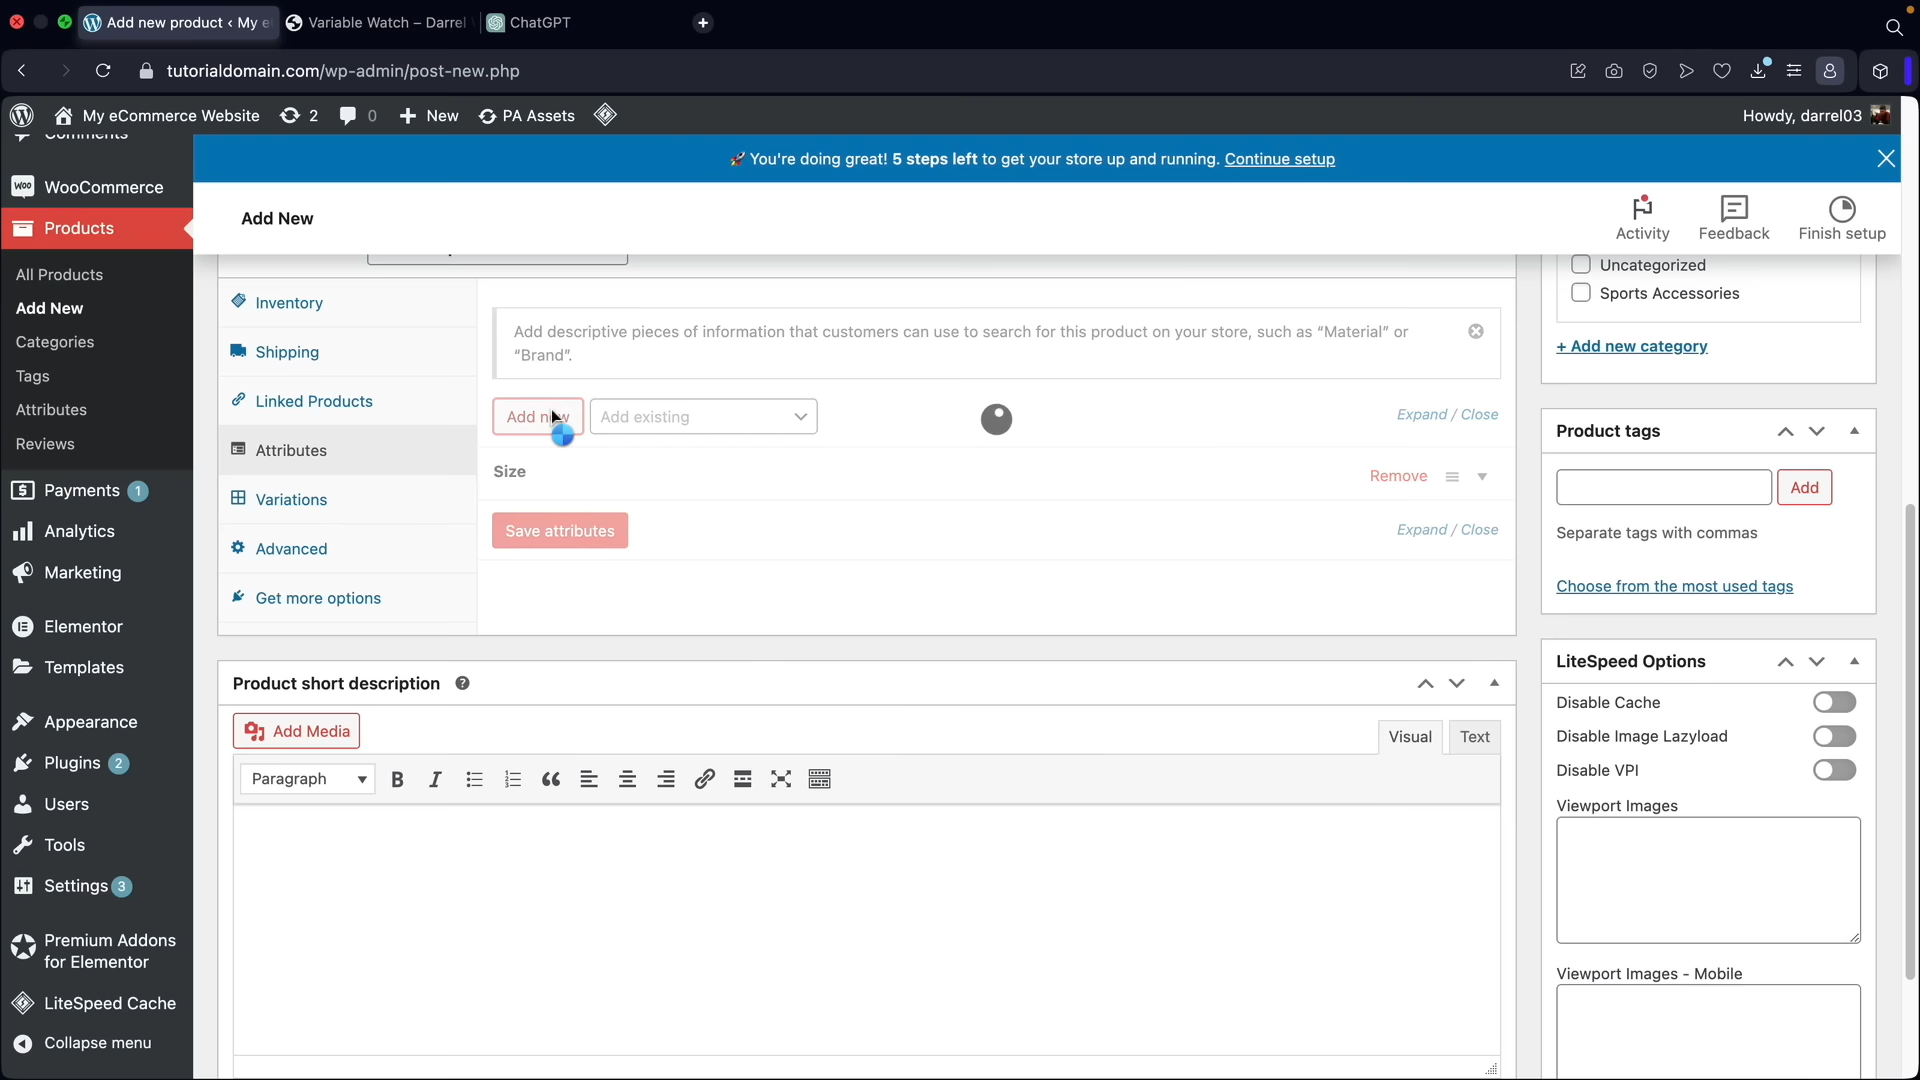 Add new product ‹ My e
Variable Watch – Darrel
ChatGPT
tutorialdomain.com/wp-admin/post-new.php
My eCommerce Website
2
0
New
PA Assets
Howdy, darrel03
Comments
WooCommerce
Products
All Products
Add New
Categories
Tags
Attributes
Reviews
Payments 1
Analytics
Marketing
Elementor
Templates
Appearance
Plugins 2
Users
Tools
Settings 3
Premium Addons
for Elementor
LiteSpeed Cache
Collapse menu
🚀 You're doing great! 5 steps left to get your store up and running. Continue setup
Add New
Activity
Feedback
Finish setup
Inventory
Shipping
Linked Products
Attributes
Variations
Advanced
Get more options
Add descriptive pieces of information that customers can use to search for this product on your store, such as “Material” or
“Brand”.
Add new
Add existing
Expand / Close
Size
Remove
Save attributes
Expand / Close
Product short description
Add Media
Visual
Text
Paragraph
Uncategorized
Sports Accessories
+ Add new category
Product tags
Add
Separate tags with commas
Choose from the most used tags
LiteSpeed Options
Disable Cache
Disable Image Lazyload
Disable VPI
Viewport Images
Viewport Images - Mobile